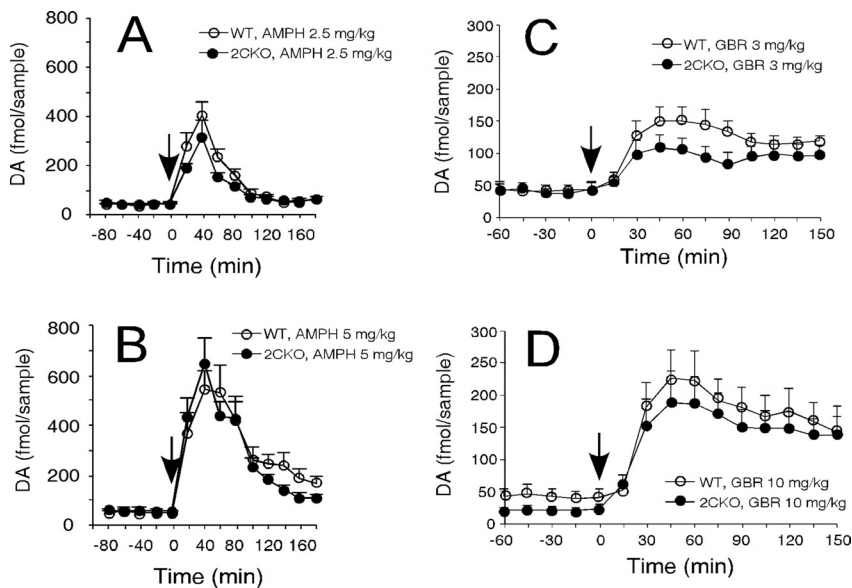 A
WT, AMPH 2.5 mg/kg
2CKO, AMPH 2.5 mg/kg
DA (fmol/sample)
800
600
400
200
0
-80 -40 0 40 80 120 160
Time (min)
C
WT, GBR 3 mg/kg
2CKO, GBR 3 mg/kg
DA (fmol/sample)
300
250
200
150
100
50
0
-60 -30 0 30 60 90 120 150
Time (min)
B
WT, AMPH 5 mg/kg
2CKO, AMPH 5 mg/kg
DA (fmol/sample)
800
600
400
200
0
-80 -40 0 40 80 120 160
Time (min)
D
WT, GBR 10 mg/kg
2CKO, GBR 10 mg/kg
DA (fmol/sample)
300
250
200
150
100
50
0
-60 -30 0 30 60 90 120 150
Time (min)